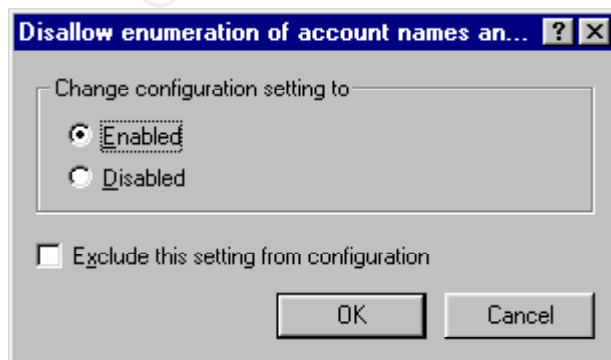 Disallow enumeration of account names an...
Change configuration setting to
Enabled
Disabled
Exclude this setting from configuration
OK
Cancel